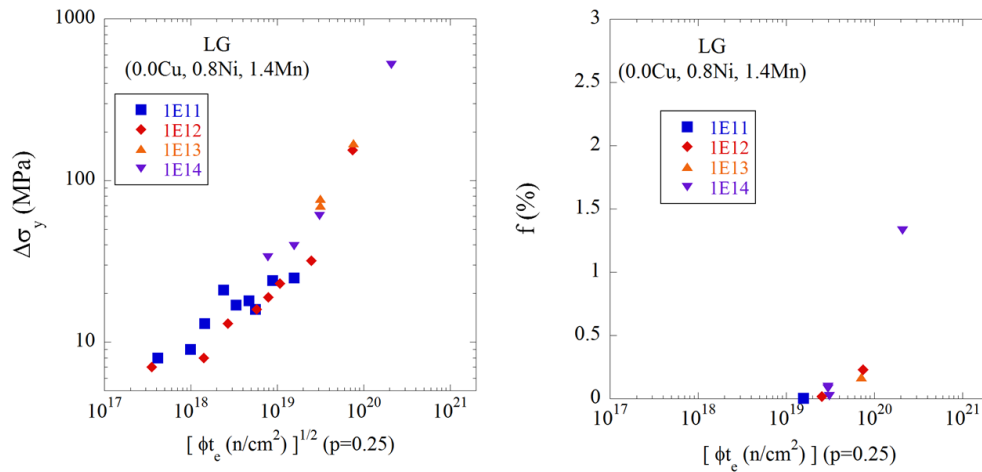 1000
100
10
Δσy (MPa)
LG
(0.0Cu, 0.8Ni, 1.4Mn)
1E11
1E12
1E13
1E14
10^17 10^18 10^19 10^20 10^21
[ ϕte (n/cm²) ]^1/2 (p=0.25)
3
2.5
2
1.5
1
0.5
0
f (%)
LG
(0.0Cu, 0.8Ni, 1.4Mn)
1E11
1E12
1E13
1E14
10^17 10^18 10^19 10^20 10^21
[ ϕte (n/cm²) ] (p=0.25)